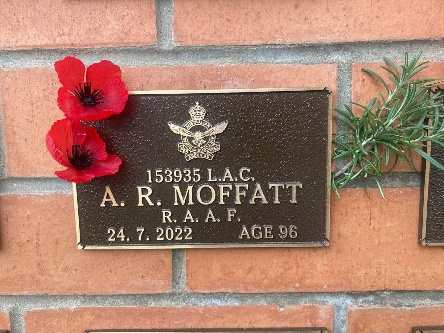 153935 L.A.C.
A. R. MOFFATT
R. A. A. F.
24. 7. 2022 AGE 96